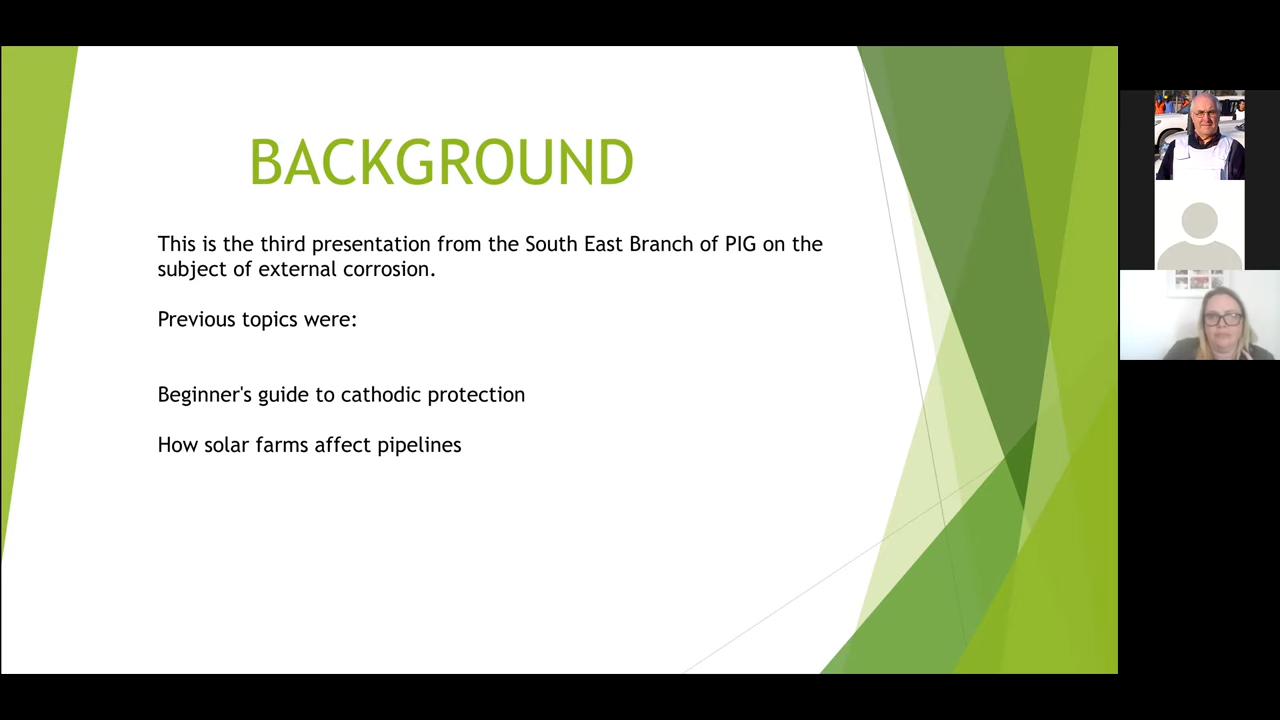 BACKGROUND
This is the third presentation from the South East Branch of PIG on the
subject of external corrosion.
Previous topics were:
Beginner's guide to cathodic protection
How solar farms affect pipelines